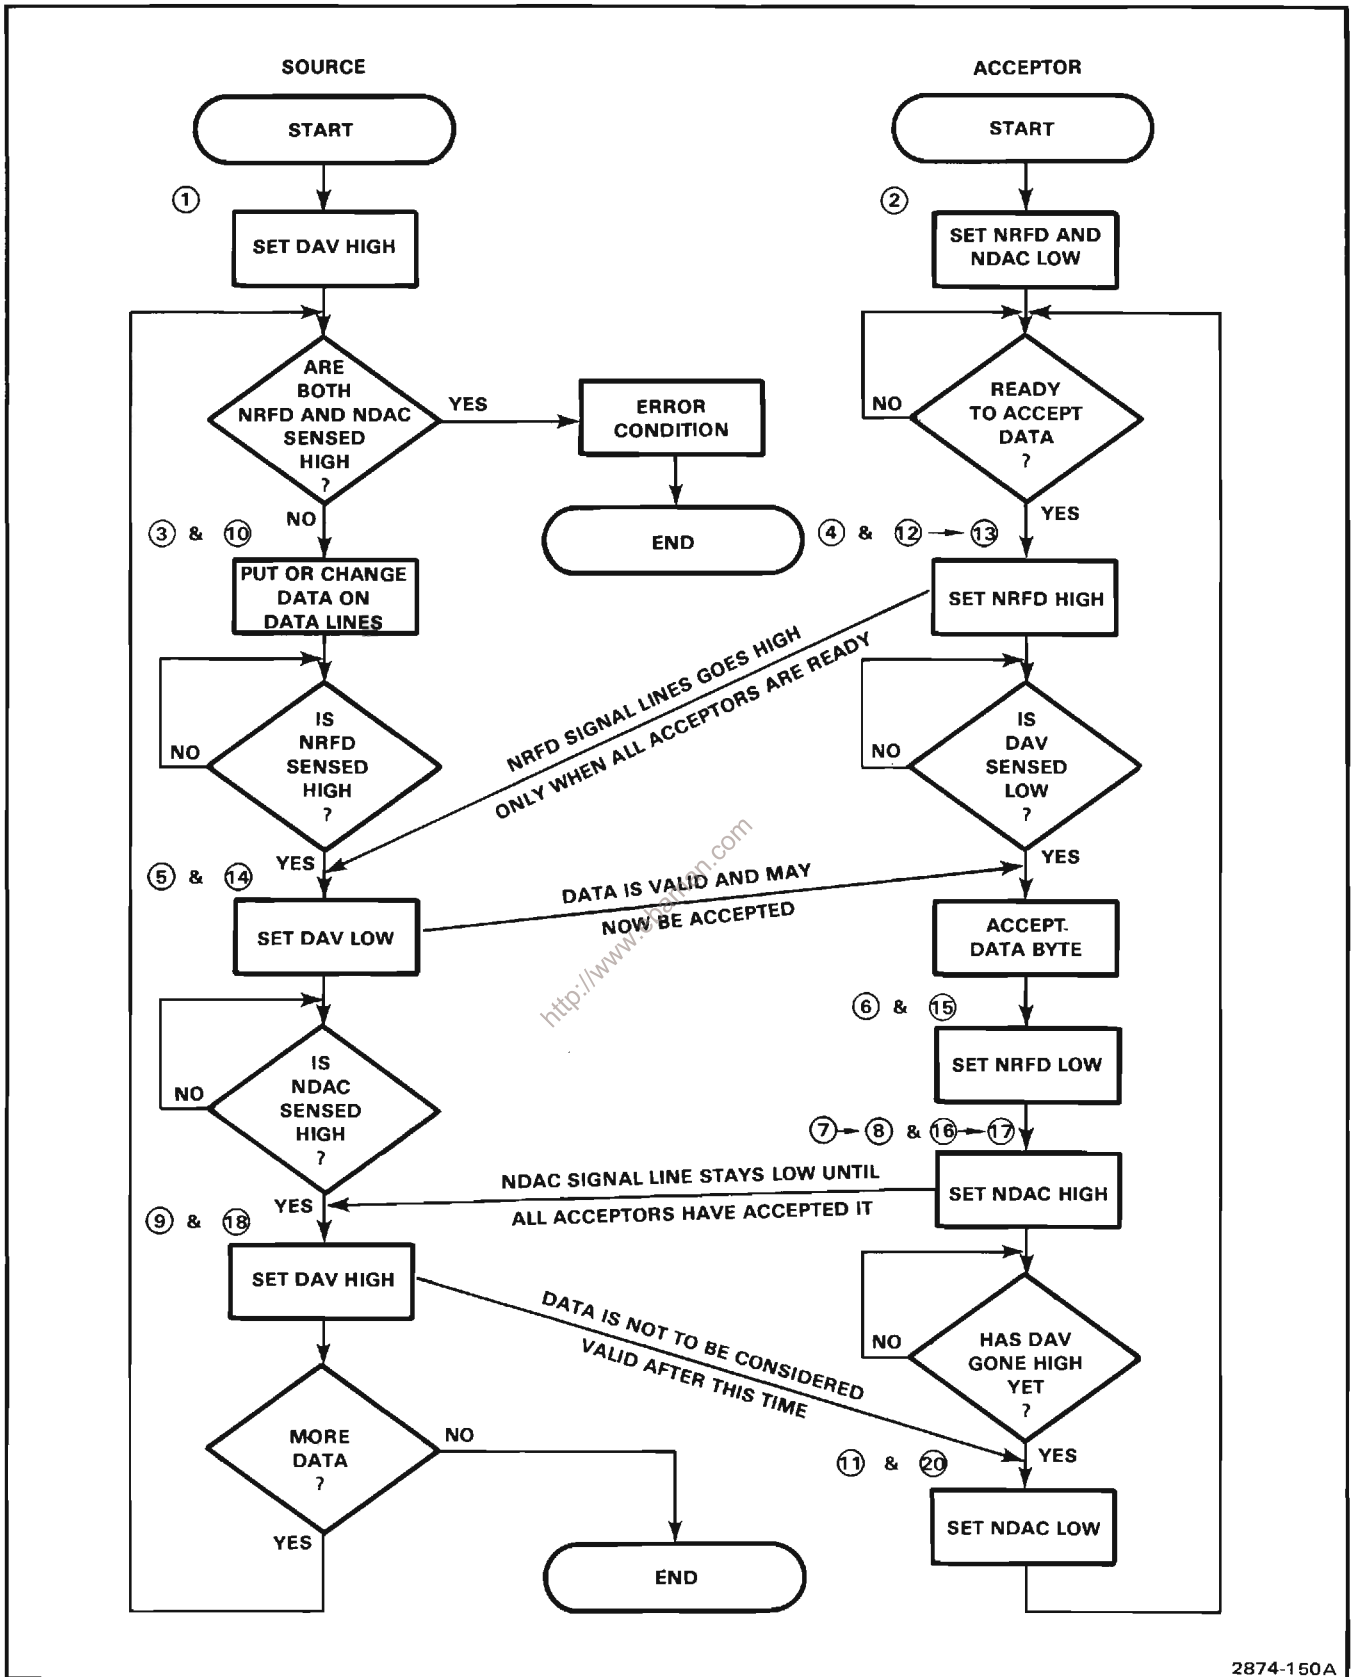 SOURCE
START
①
SET DAV HIGH
ARE
BOTH
NRFD AND NDAC
SENSED
HIGH
?
YES
ERROR
CONDITION
END
NO
③ & ⑩
PUT OR CHANGE
DATA ON
DATA LINES
IS
NRFD
SENSED
HIGH
?
NO
YES
⑤ & ⑭
SET DAV LOW
IS
NDAC
SENSED
HIGH
?
NO
YES
⑨ & ⑱
SET DAV HIGH
MORE
DATA
?
NO
YES
END
NRFD SIGNAL LINES GOES HIGH
ONLY WHEN ALL ACCEPTORS ARE READY
DATA IS VALID AND MAY
NOW BE ACCEPTED
http://www.ebaman.com
NDAC SIGNAL LINE STAYS LOW UNTIL
ALL ACCEPTORS HAVE ACCEPTED IT
DATA IS NOT TO BE CONSIDERED
VALID AFTER THIS TIME
ACCEPTOR
START
②
SET NRFD AND
NDAC LOW
READY
TO ACCEPT
DATA
?
NO
YES
④ & ⑫ → ⑬
SET NRFD HIGH
IS
DAV
SENSED
LOW
?
NO
YES
ACCEPT-
DATA BYTE
⑥ & ⑮
SET NRFD LOW
⑦ → ⑧ & ⑯ → ⑰
SET NDAC HIGH
HAS DAV
GONE HIGH
YET
?
NO
YES
⑪ & ⑳
SET NDAC LOW
2874-150A